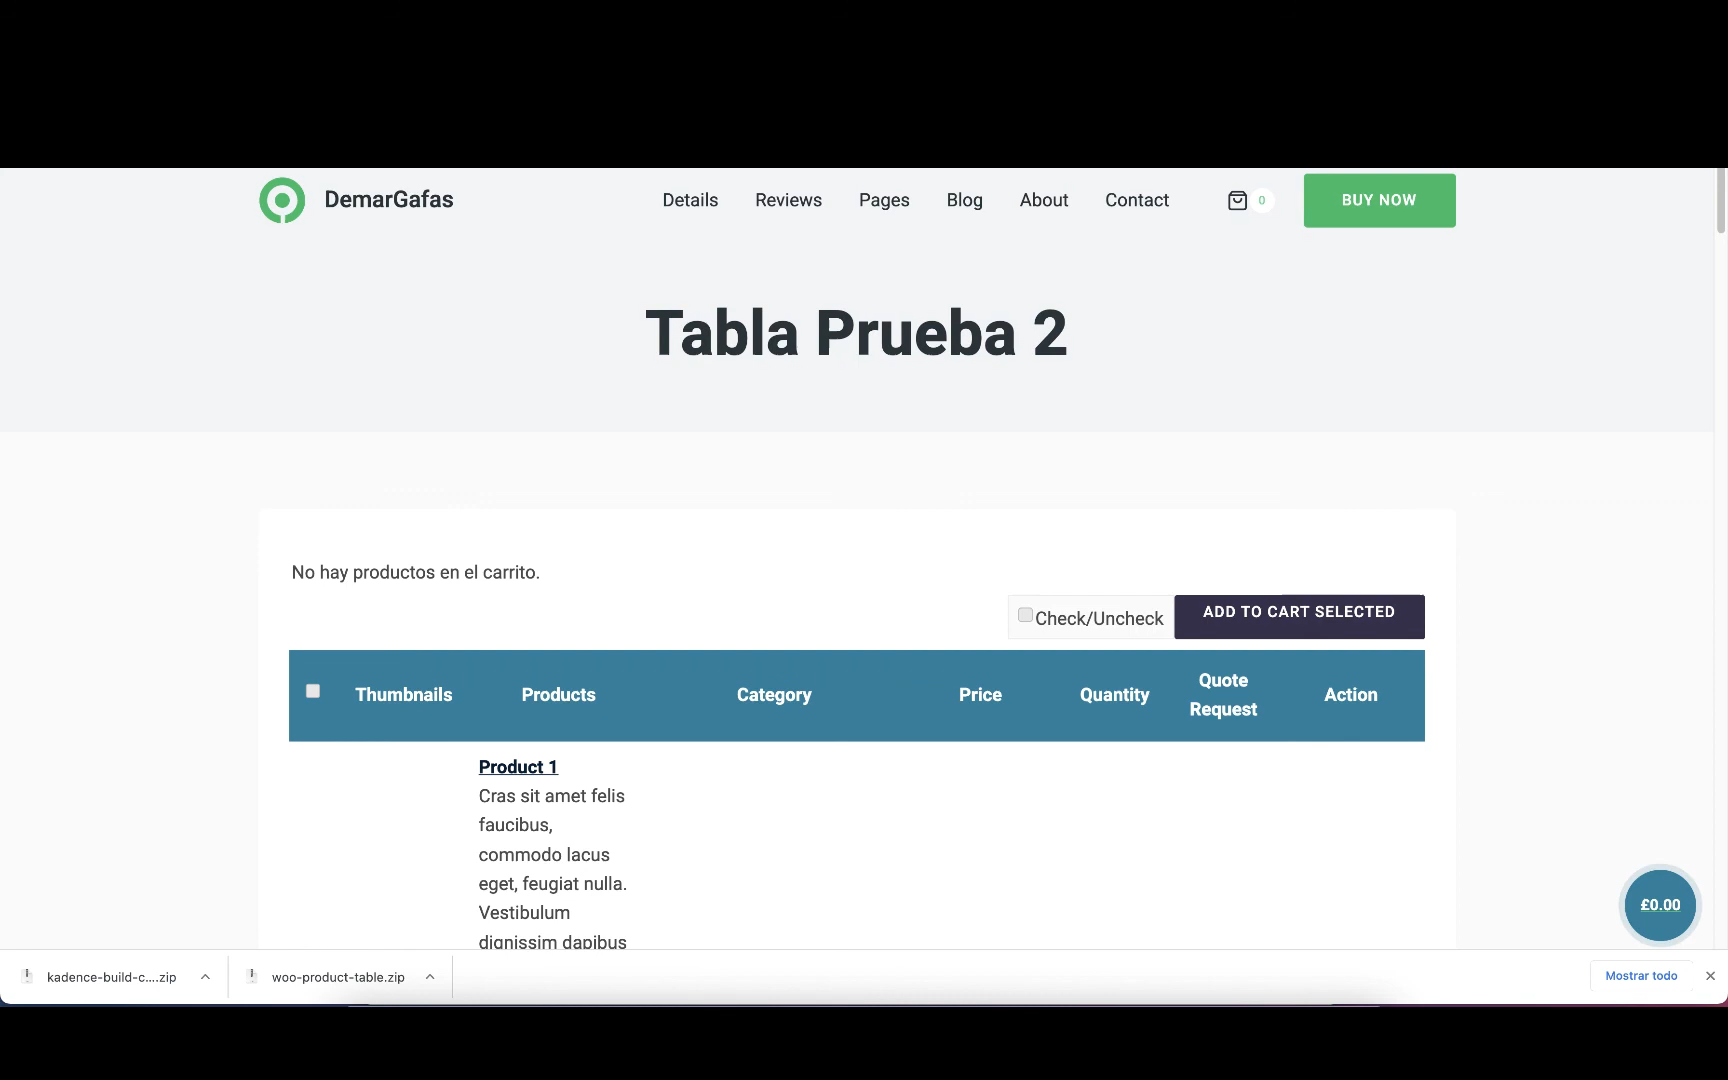 DemarGafas
Details Reviews Pages Blog About Contact 0 BUY NOW
Tabla Prueba 2
No hay productos en el carrito.
Check/Uncheck ADD TO CART SELECTED
Thumbnails Products Category Price Quantity Quote Request Action
Product 1
Cras sit amet felis
faucibus,
commodo lacus
eget, feugiat nulla.
Vestibulum
dignissim dapibus
£0.00
kadence-build-c....zip woo-product-table.zip Mostrar todo